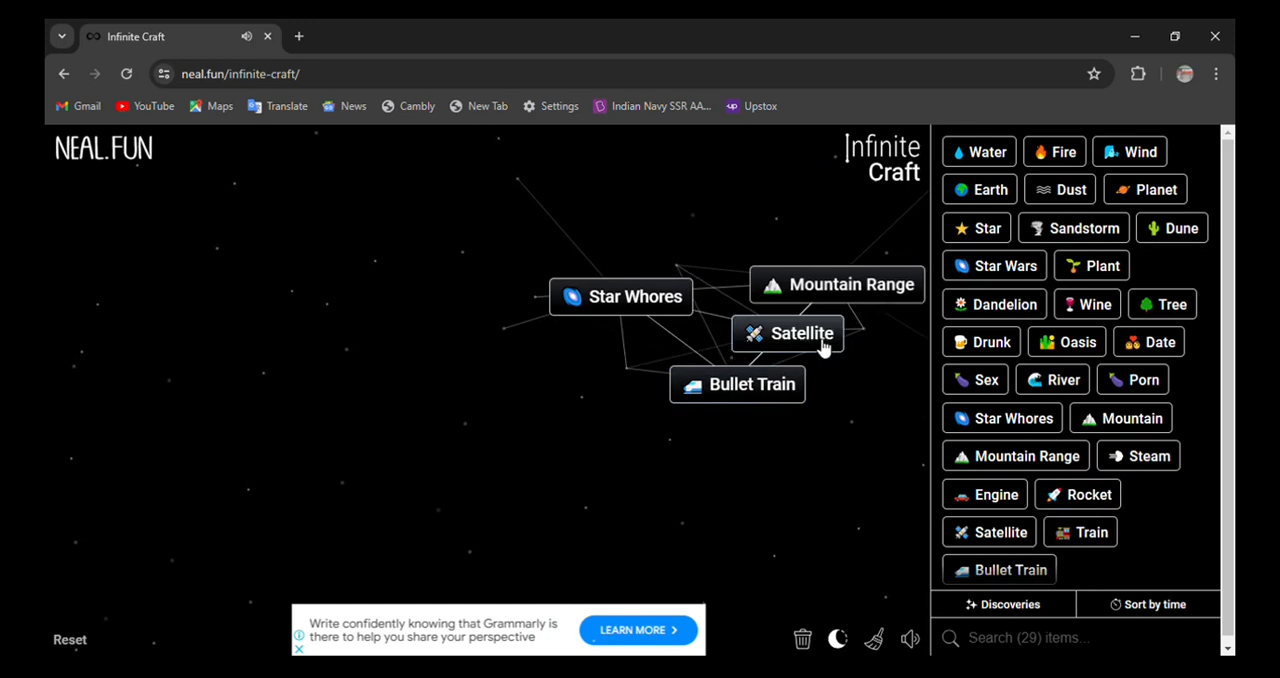 Infinite Craft
neal.fun/infinite-craft/
Gmail YouTube Maps Translate News Cambly New Tab Settings Indian Navy SSR AA... Upstox
NEAL.FUN
Infinite
Craft
Star Whores
Mountain Range
Satellite
Bullet Train
Water Fire Wind
Earth Dust Planet
Star Sandstorm Dune
Star Wars Plant
Dandelion Wine Tree
Drunk Oasis Date
Sex River Porn
Star Whores Mountain
Mountain Range Steam
Engine Rocket
Satellite Train
Bullet Train
Discoveries Sort by time
Search (29) items...
Write confidently knowing that Grammarly is
there to help you share your perspective
LEARN MORE
Reset